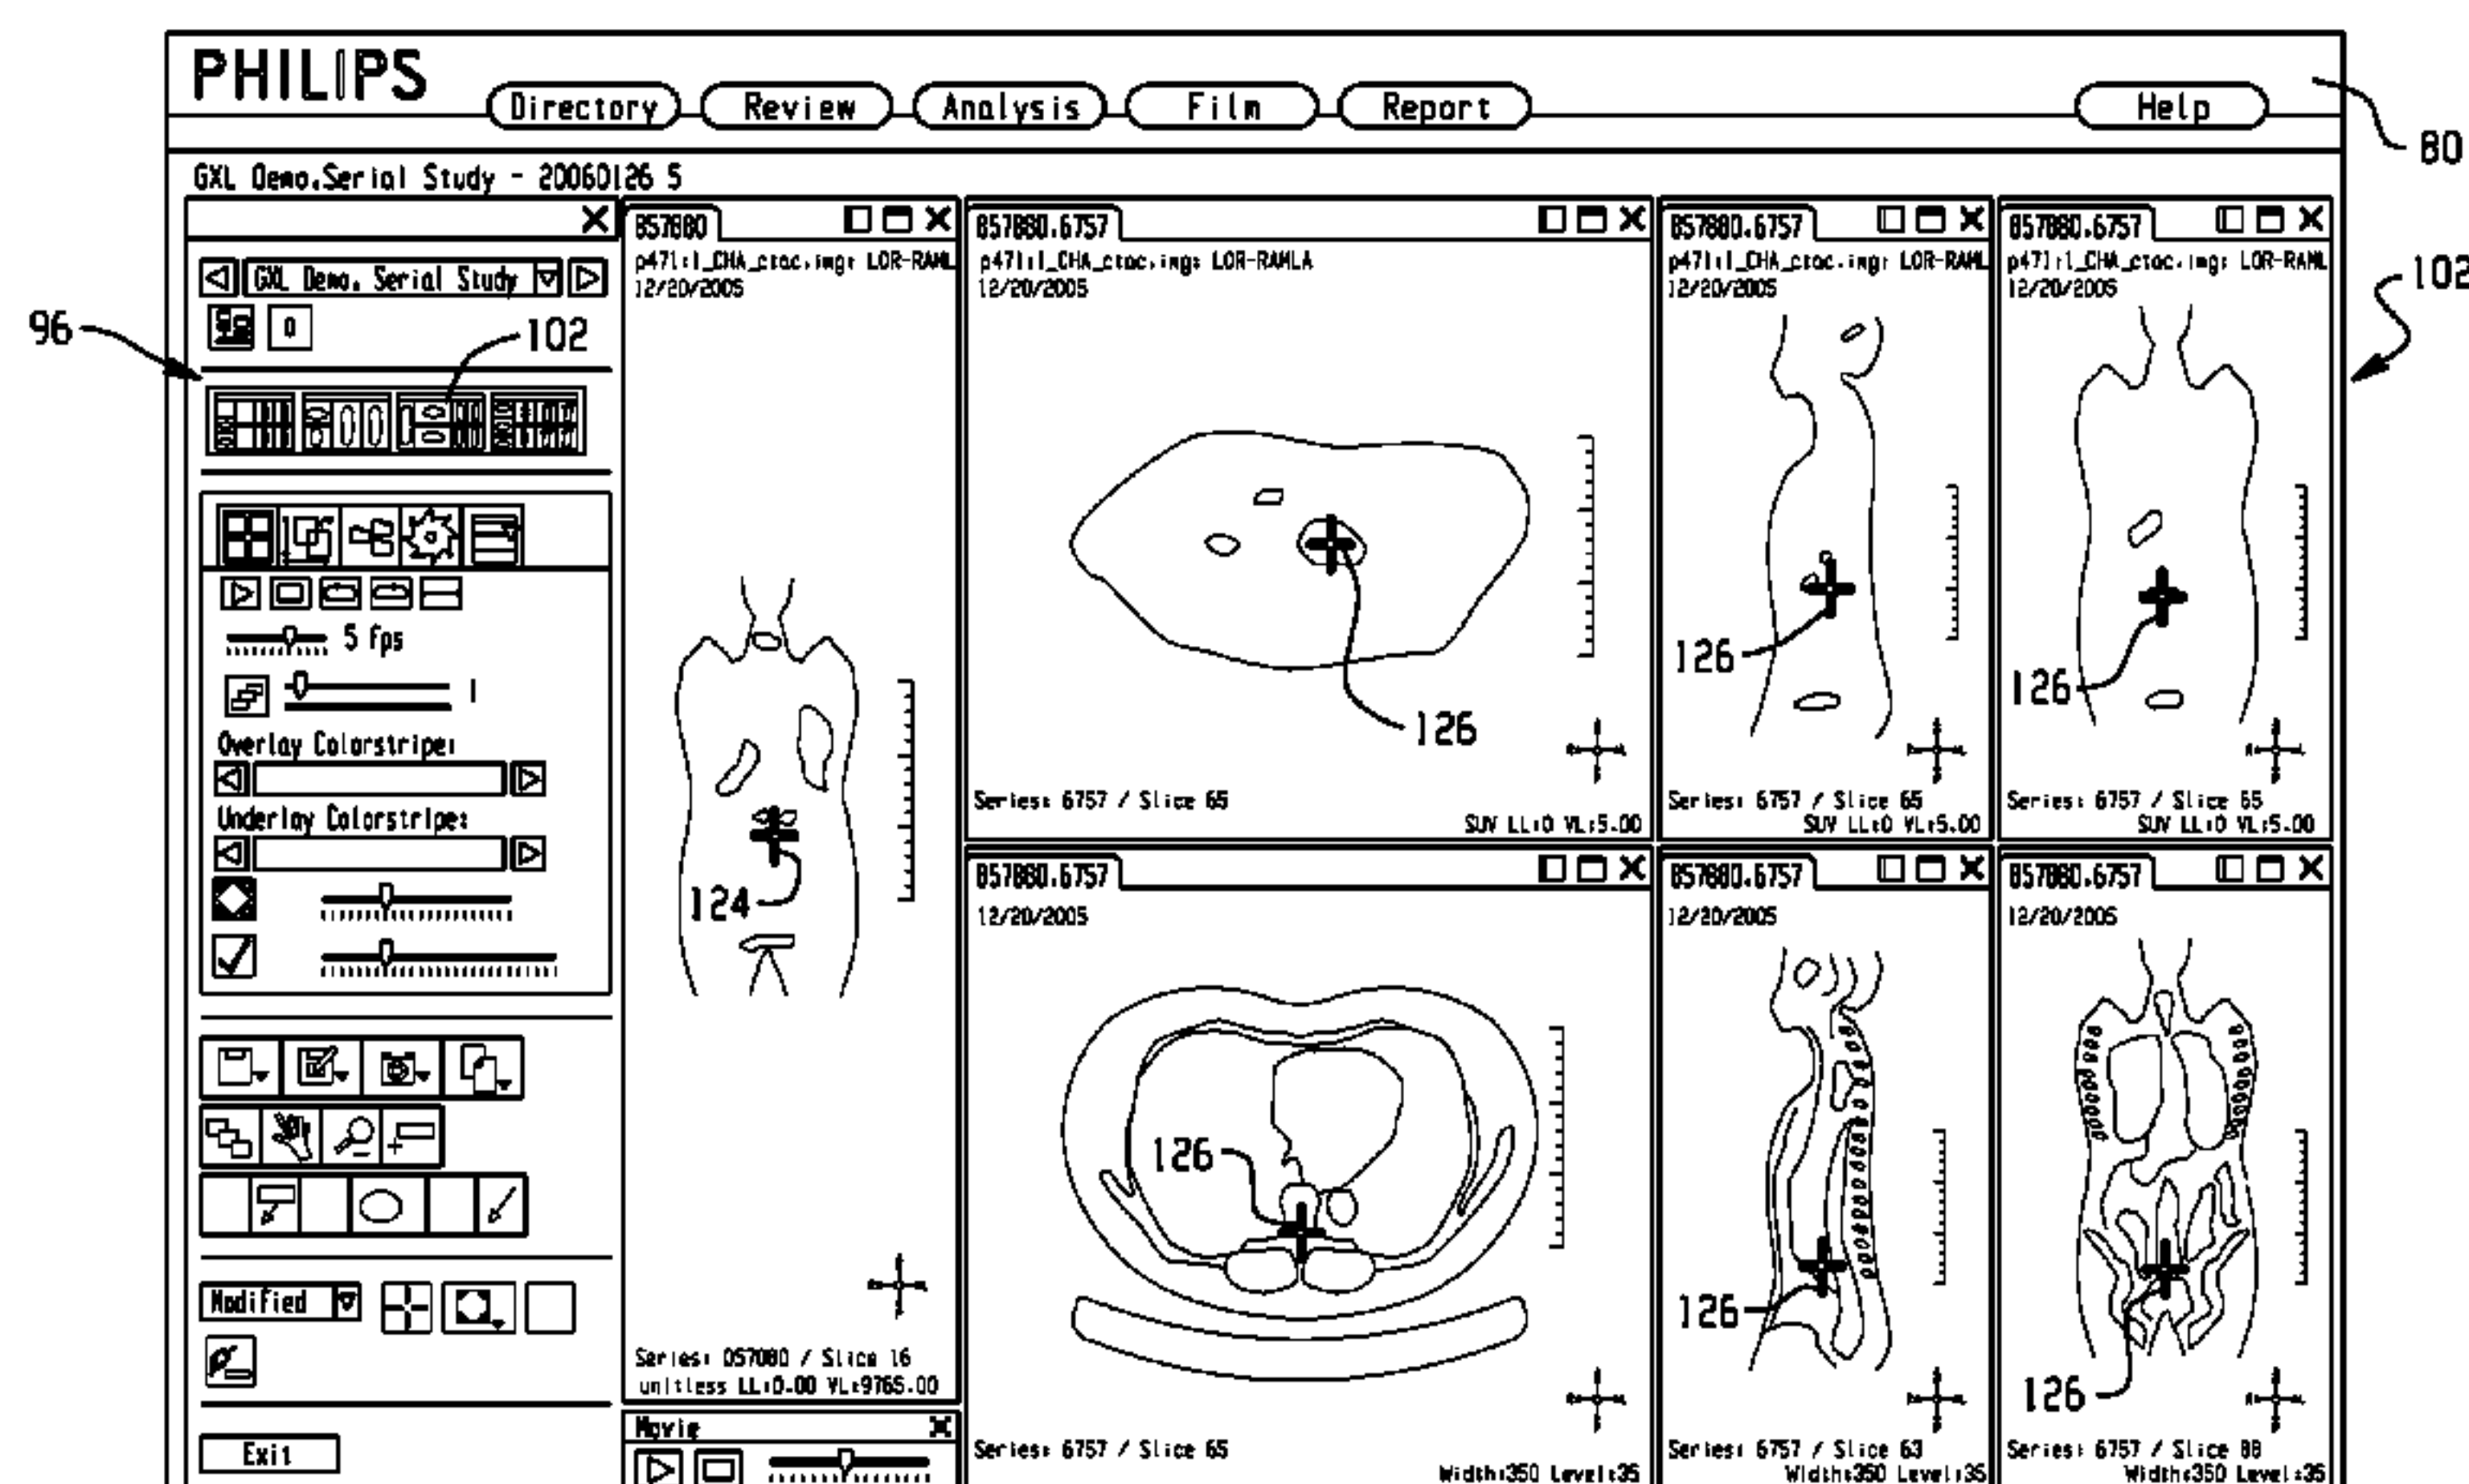 PHILIPS
Directory Review Analysis Film Report Help
80
GXL Demo.Serial Study - 20060126 5
GXL Demo. Serial Study
0
96
102
5 fps
1
Overlay Colorstripe:
Underlay Colorstripe:
Modified
Exit
857880
p471:1_CHA_ctac.img: LOR-RAML
12/20/2005
124
Series: 857880 / Slice 16
unitless LL:0.00 VL:9765.00
Movie
857880.6757
p471:1_CHA_ctac.img: LOR-RAMLA
12/20/2005
126
Series: 6757 / Slice 65
SUV LL:0 VL:5.00
857880.6757
p471:1_CHA_ctac.img: LOR-RAML
12/20/2005
126
Series: 6757 / Slice 65
SUV LL:0 VL:5.00
857880.6757
p471:1_CHA_ctac.img: LOR-RAML
12/20/2005
126
Series: 6757 / Slice 65
SUV LL:0 VL:5.00
102
857880.6757
12/20/2005
126
Series: 6757 / Slice 65
Width:350 Level:35
857880.6757
12/20/2005
126
Series: 6757 / Slice 63
Width:350 Level:35
857880.6757
12/20/2005
126
Series: 6757 / Slice 88
Width:350 Level:35